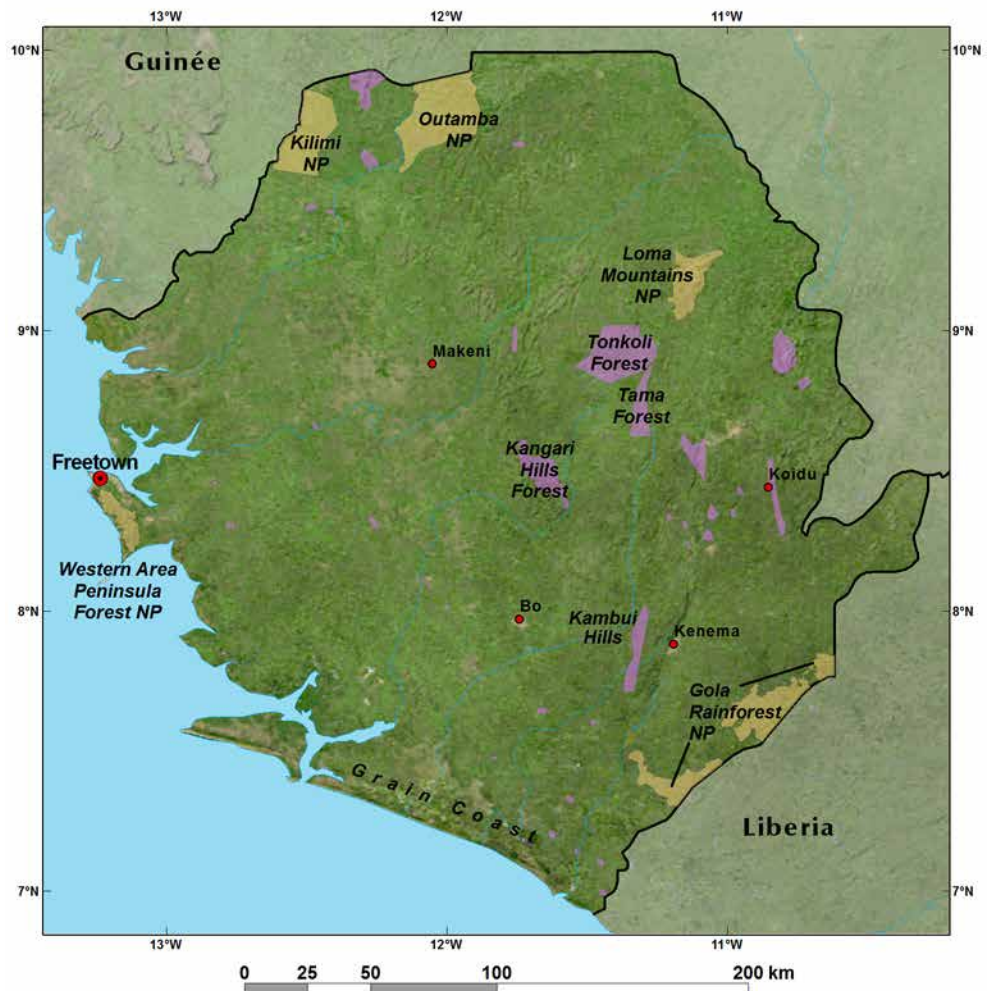 13°W 12°W 11°W
10°N 10°N
Guinée
Kilimi
NP
Outamba
NP
Loma
Mountains
NP
9°N 9°N
Makeni
Tonkoli
Forest
Tama
Forest
Kangari
Hills
Forest
Freetown
Koidu
Western Area
Peninsula
Forest NP
8°N 8°N
Bo
Kambui
Hills
Kenema
Gola
Rainforest
NP
Grain Coast
Liberia
7°N 7°N
13°W 12°W 11°W
0 25 50 100 200 km